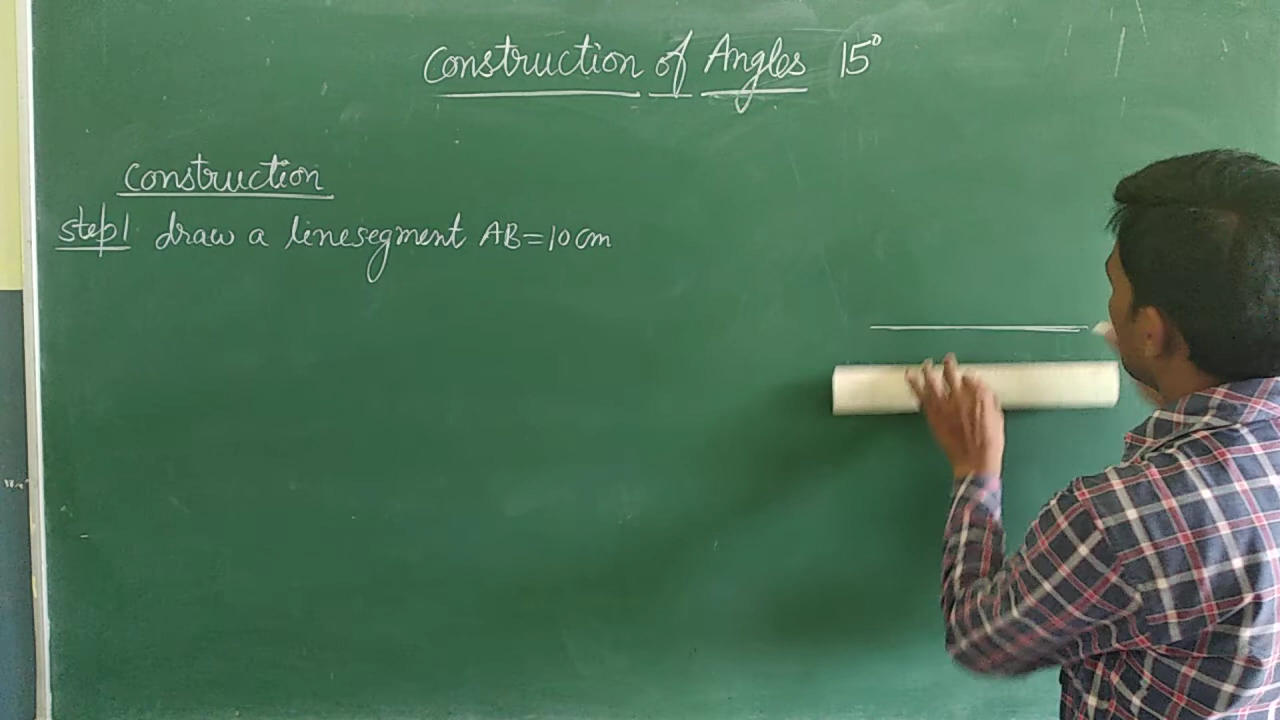 Construction of Angles 15°
Construction
step1 draw a linesegment AB=10cm